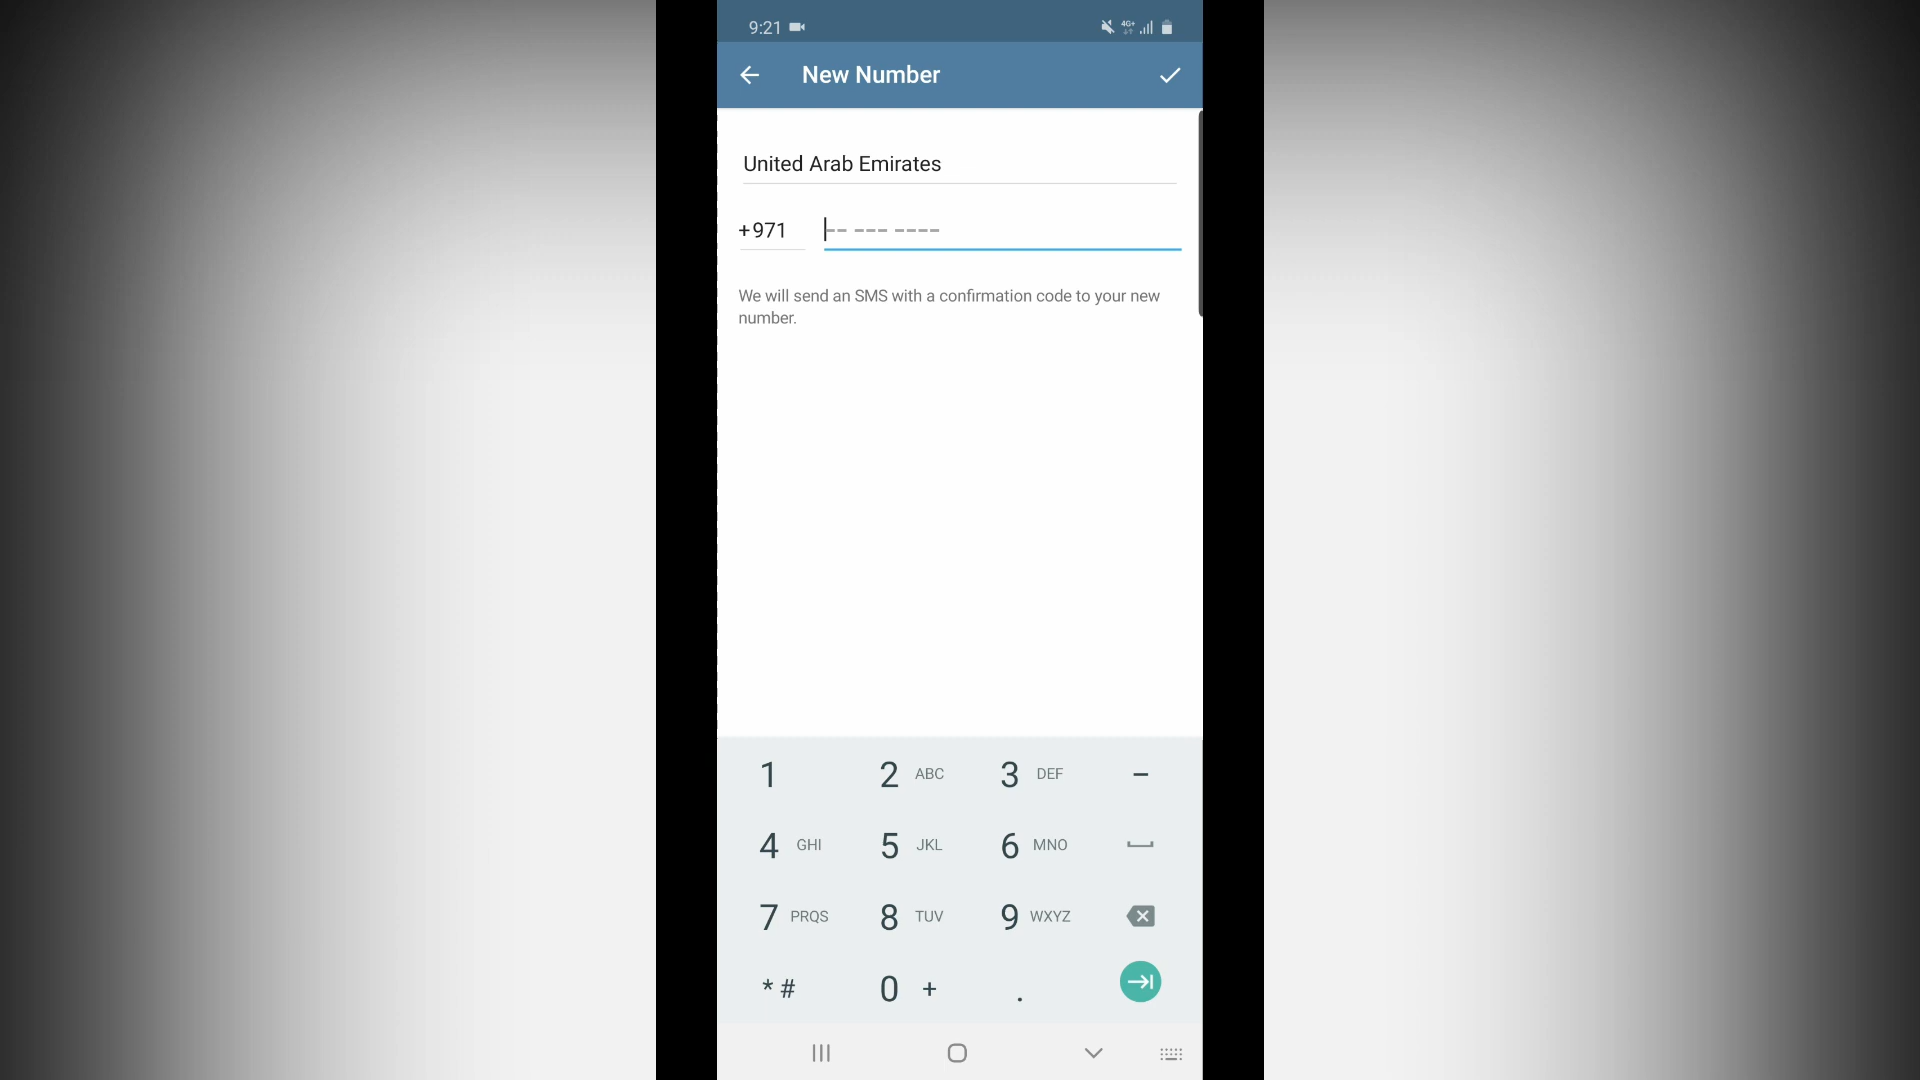 9:21
4G+
New Number
United Arab Emirates
+971 -- --- ----
We will send an SMS with a confirmation code to your new
number.
1 2 ABC 3 DEF -
4 GHI 5 JKL 6 MNO
7 PRQS 8 TUV 9 WXYZ
* # 0 + .